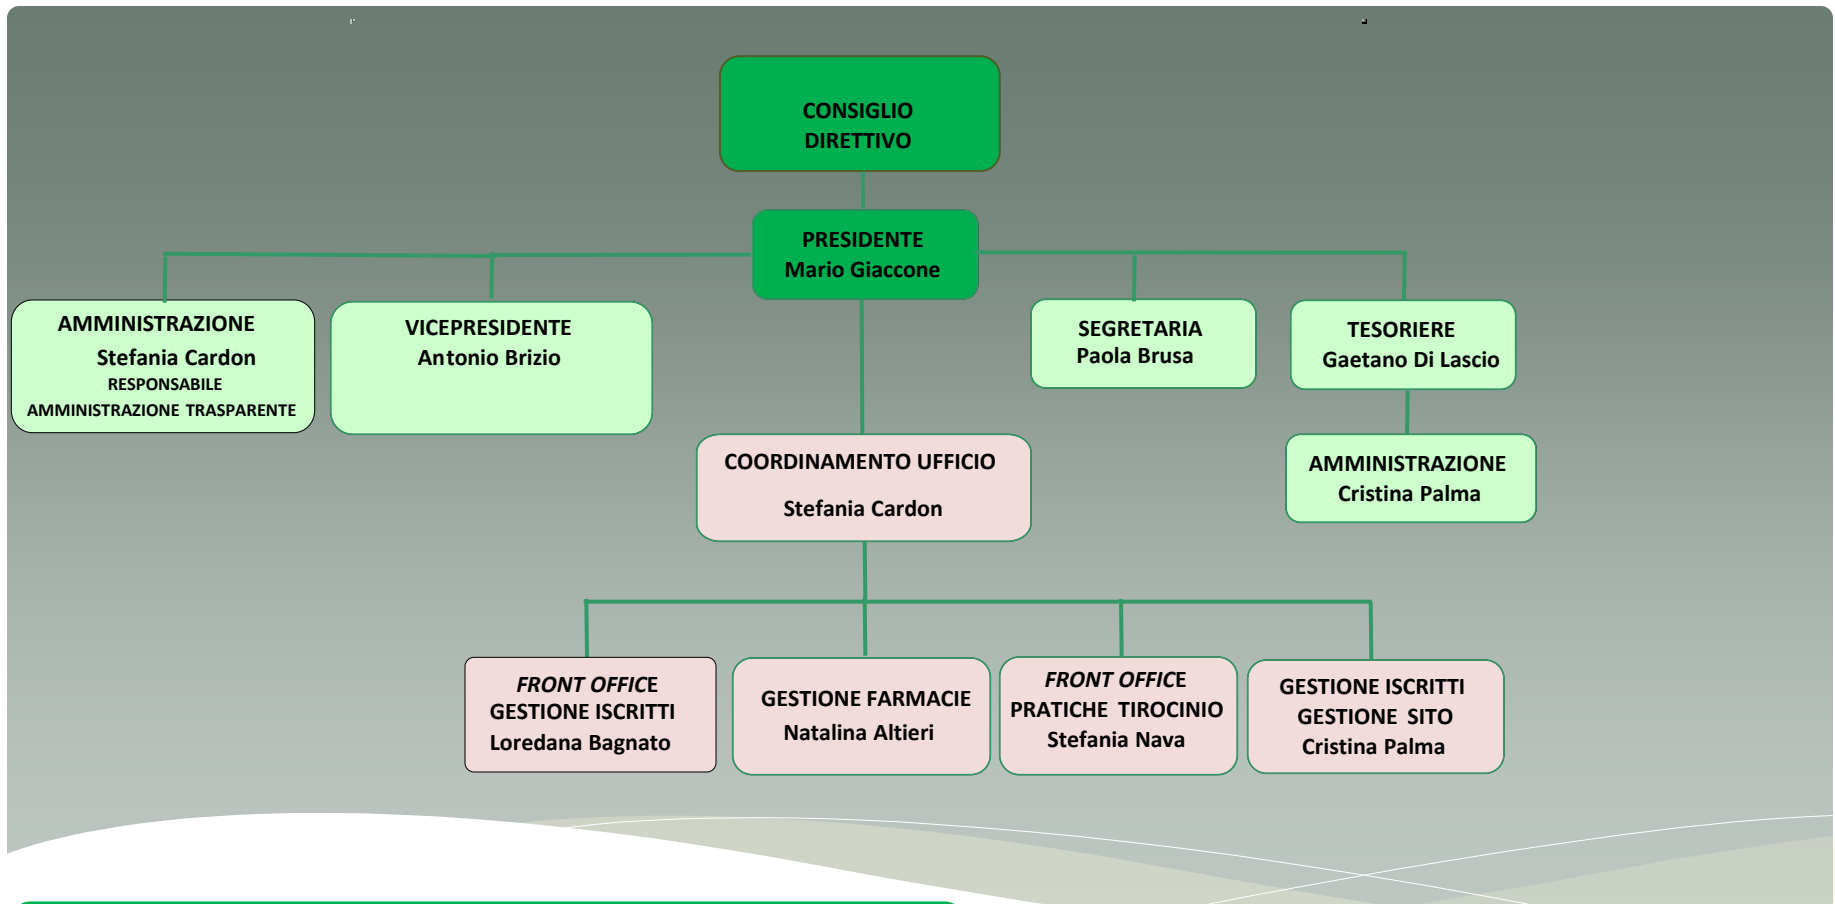 CONSIGLIO
DIRETTIVO
PRESIDENTE
Mario Giaccone
AMMINISTRAZIONE
Stefania Cardon
RESPONSABILE
AMMINISTRAZIONE TRASPARENTE
VICEPRESIDENTE
Antonio Brizio
SEGRETARIA
Paola Brusa
TESORIERE
Gaetano Di Lascio
COORDINAMENTO UFFICIO
Stefania Cardon
AMMINISTRAZIONE
Cristina Palma
FRONT OFFICE
GESTIONE ISCRITTI
Loredana Bagnato
GESTIONE FARMACIE
Natalina Altieri
FRONT OFFICE
PRATICHE TIROCINIO
Stefania Nava
GESTIONE ISCRITTI
GESTIONE SITO
Cristina Palma